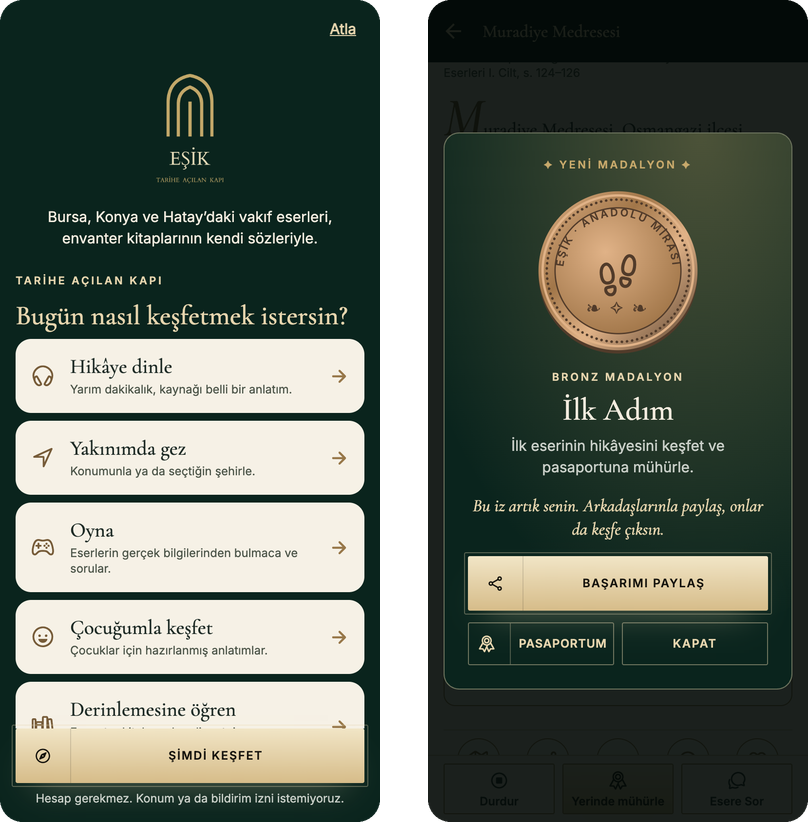 Atla
EŞİK
TARİHE AÇILAN KAPI
Bursa, Konya ve Hatay’daki vakıf eserleri,
envanter kitaplarının kendi sözleriyle.
TARİHE AÇILAN KAPI
Bugün nasıl keşfetmek istersin?
Hikâye dinle
Yarım dakikalık, kaynağı belli bir anlatım.
Yakınımda gez
Konumunla ya da seçtiğin şehirle.
Oyna
Eserlerin gerçek bilgilerinden bulmaca ve
sorular.
Çocuğumla keşfet
Çocuklar için hazırlanmış anlatımlar.
Derinlemesine öğren
ŞİMDİ KEŞFET
Hesap gerekmez. Konum ya da bildirim izni istemiyoruz.
Muradiye Medresesi
Eserleri I. Cilt, s. 124–126
Muradiye Medresesi, Osmangazi ilçesi
YENİ MADALYON
EŞİK · ANADOLU MİRASI
BRONZ MADALYON
İlk Adım
İlk eserinin hikâyesini keşfet ve
pasaportuna mühürle.
Bu iz artık senin. Arkadaşlarınla paylaş, onlar
da keşfe çıksın.
BAŞARIMI PAYLAŞ
PASAPORTUM
KAPAT
Durdur
Yerinde mühürle
Esere Sor